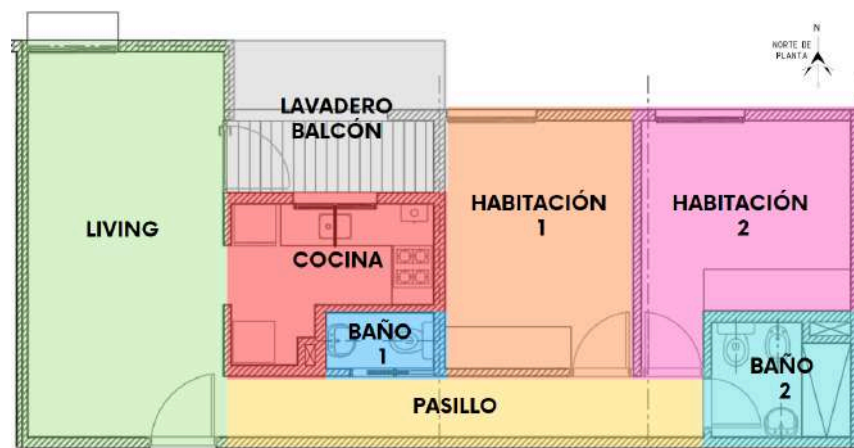 N
NORTE DE
PLANTA
LAVADERO
BALCÓN
LIVING
HABITACIÓN
1
HABITACIÓN
2
COCINA
BAÑO
1
BAÑO
2
PASILLO